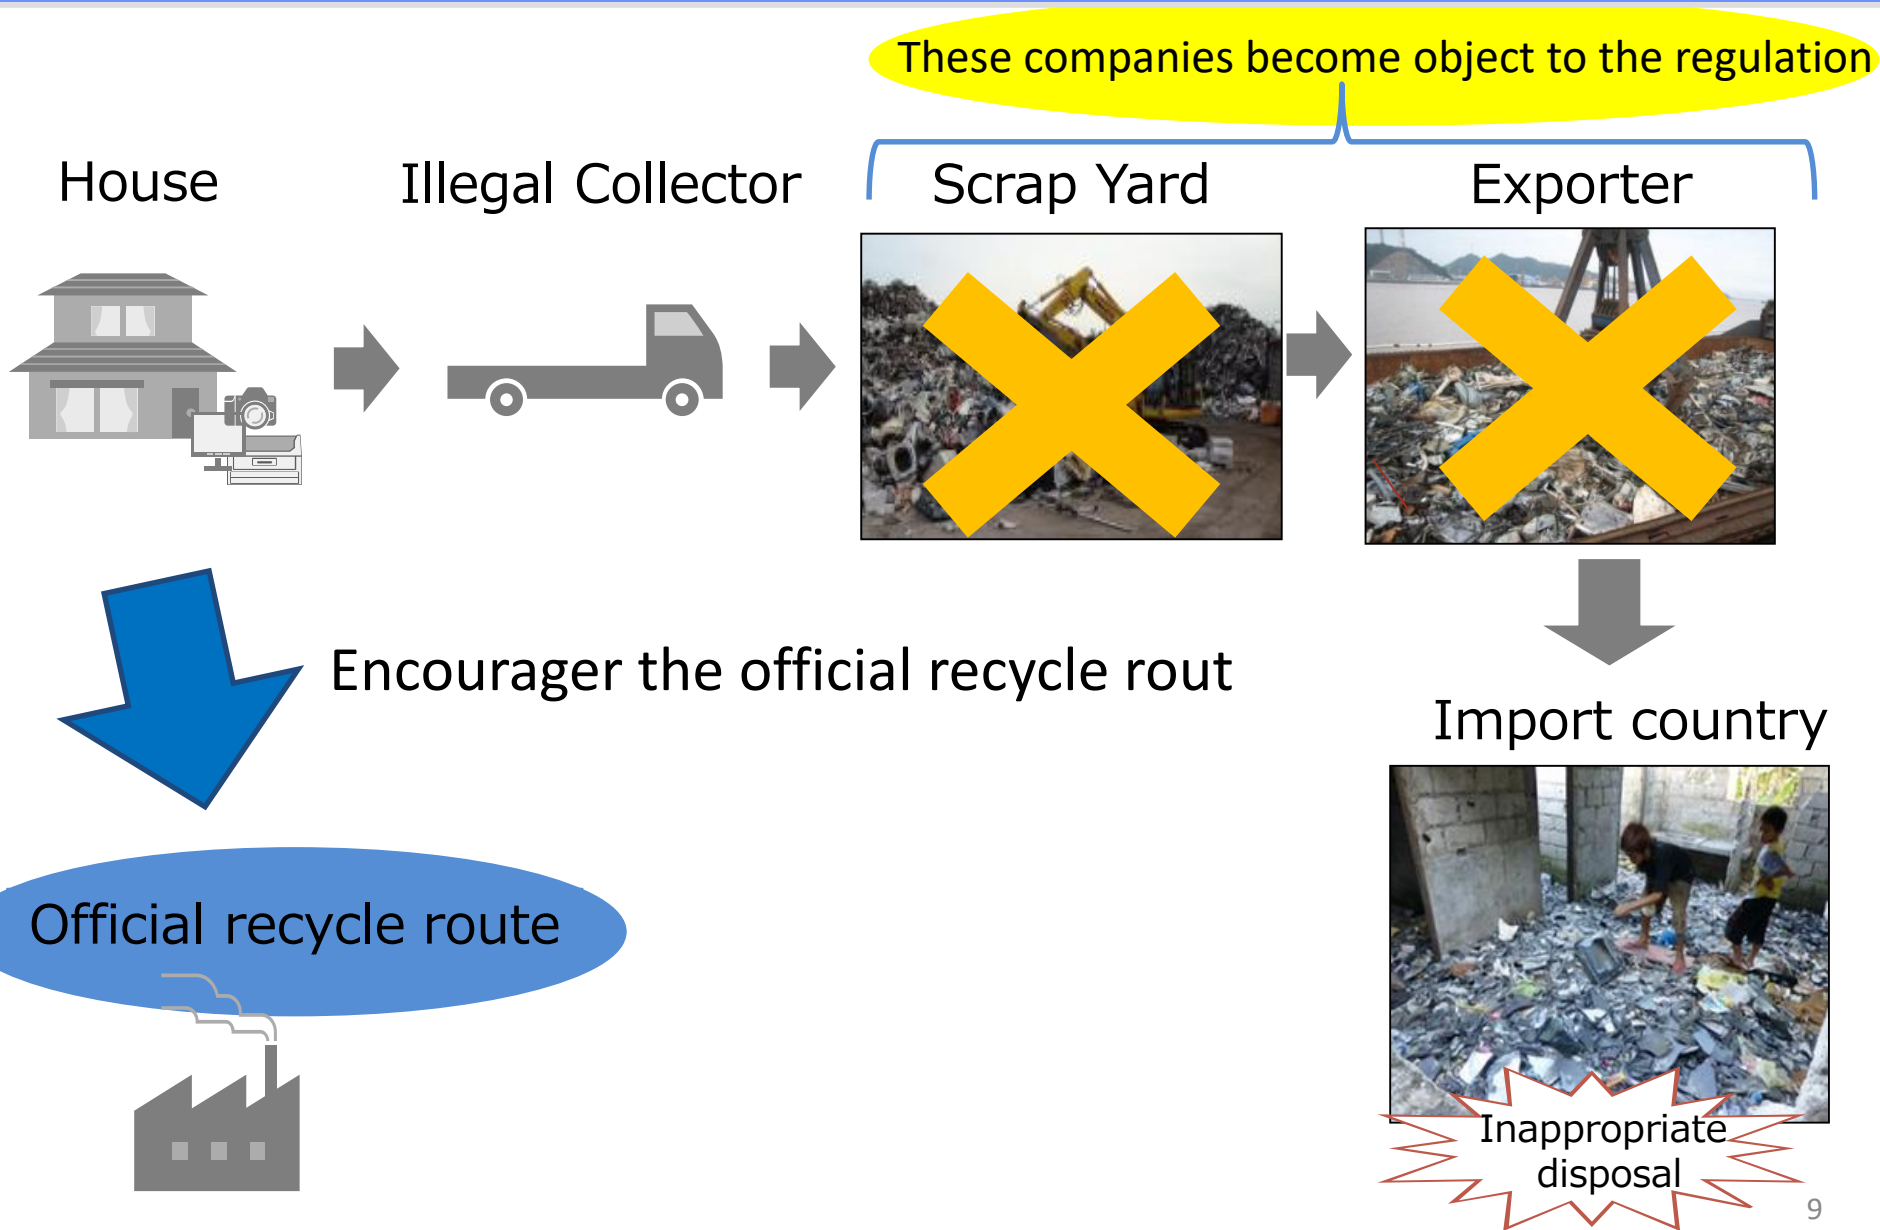 These companies become object to the regulation
House
Illegal Collector
Scrap Yard
Exporter
Encourager the official recycle rout
Import country
Official recycle route
Inappropriate
disposal
9